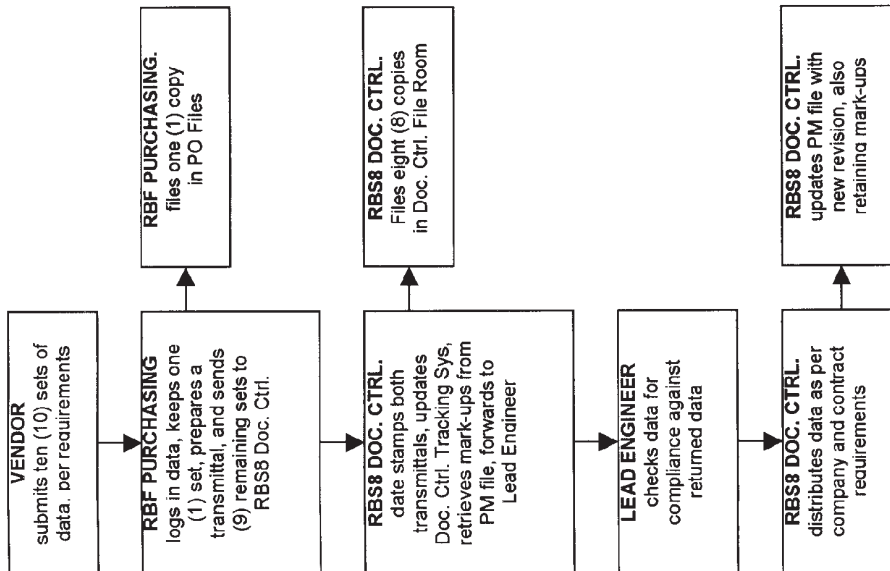 VENDOR
submits ten (10) sets of
data, per requirements
RBF PURCHASING
logs in data, keeps one
(1) set, prepares a
transmittal, and sends
(9) remaining sets to
RBS8 Doc. Ctrl.
RBF PURCHASING.
files one (1) copy
in PO Files
RBS8 DOC. CTRL.
date stamps both
transmittals, updates
Doc. Ctrl. Tracking Sys,
retrieves mark-ups from
PM file, forwards to
Lead Engineer
RBS8 DOC. CTRL.
Files eight (8) copies
in Doc. Ctrl. File Room
LEAD ENGINEER
checks data for
compliance against
returned data
RBS8 DOC. CTRL.
distributes data as per
company and contract
requirements
RBS8 DOC. CTRL.
updates PM file with
new revision, also
retaining mark-ups